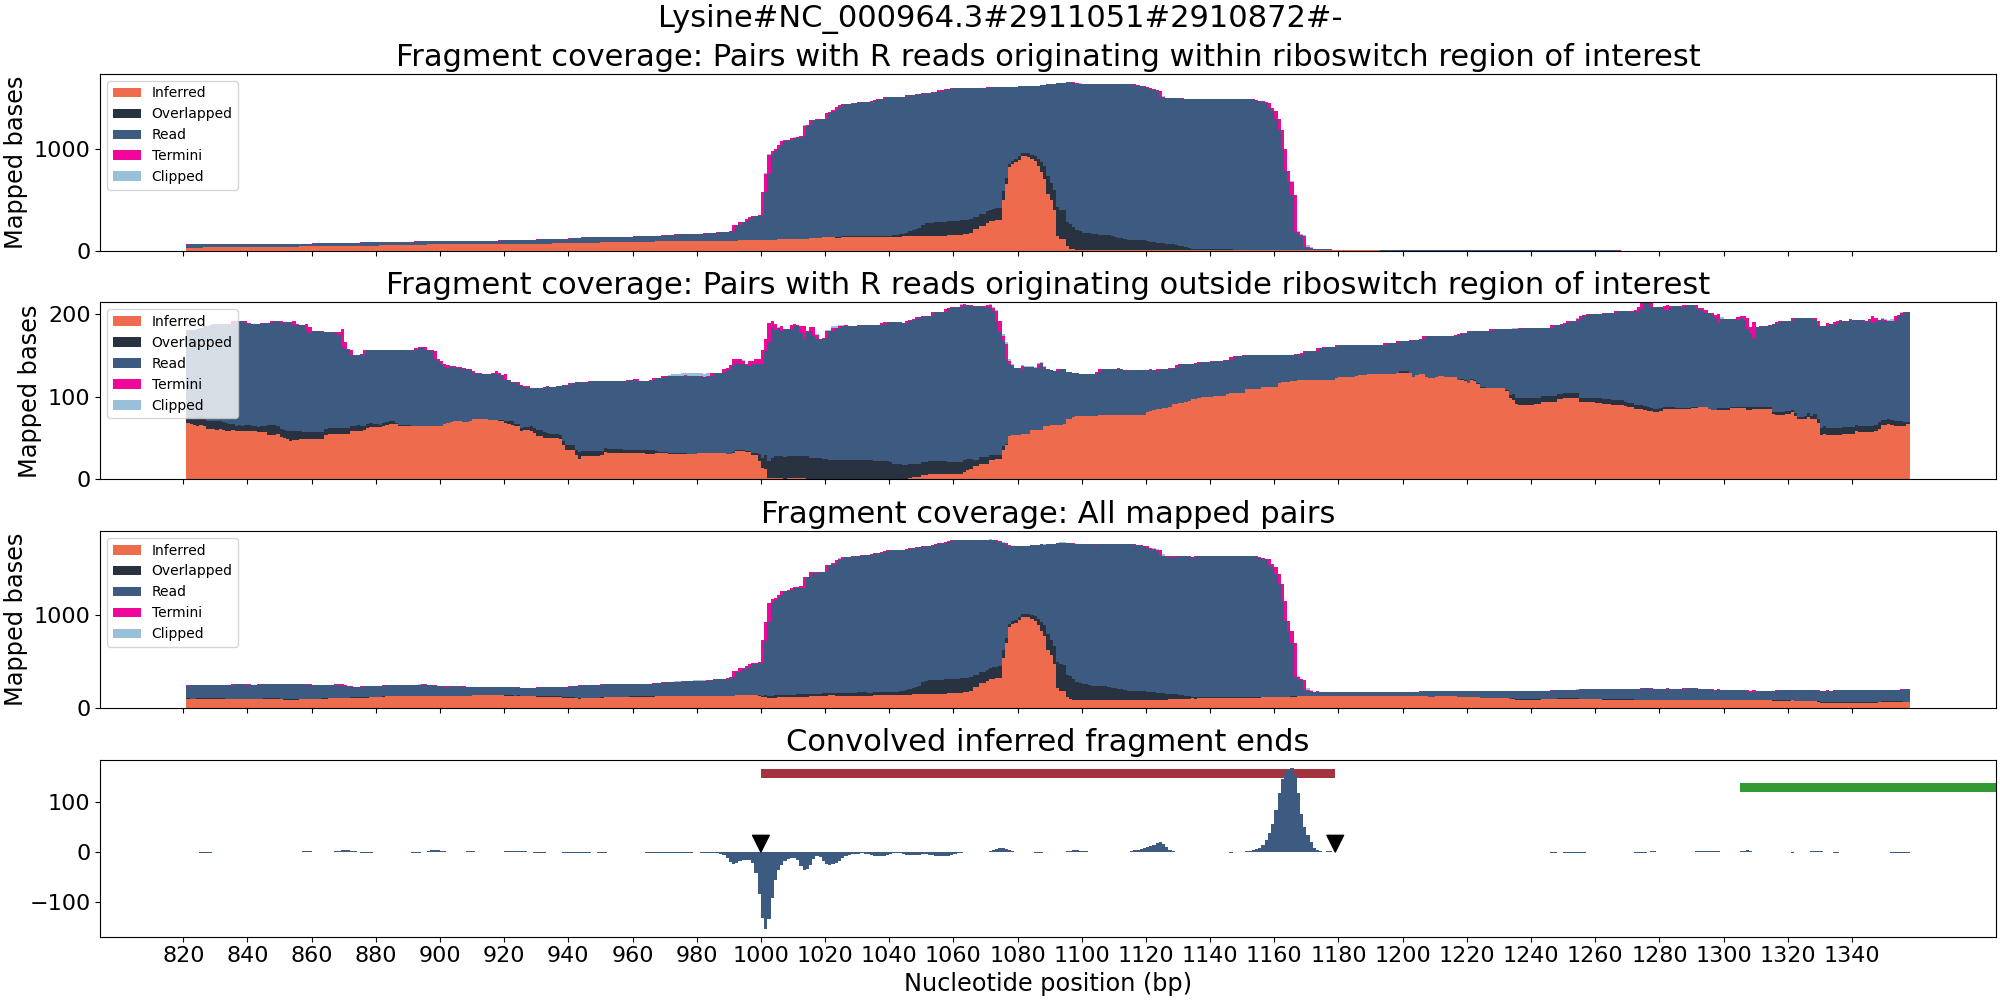 Lysine#NC_000964.3#2911051#2910872#-
Fragment coverage: Pairs with R reads originating within riboswitch region of interest
Mapped bases
1000
0
Inferred
Overlapped
Read
Termini
Clipped
Fragment coverage: Pairs with R reads originating outside riboswitch region of interest
Mapped bases
200
100
0
Inferred
Overlapped
Read
Termini
Clipped
Fragment coverage: All mapped pairs
Mapped bases
1000
0
Inferred
Overlapped
Read
Termini
Clipped
Convolved inferred fragment ends
100
0
−100
820 840 860 880 900 920 940 960 980 1000 1020 1040 1060 1080 1100 1120 1140 1160 1180 1200 1220 1240 1260 1280 1300 1320 1340
Nucleotide position (bp)